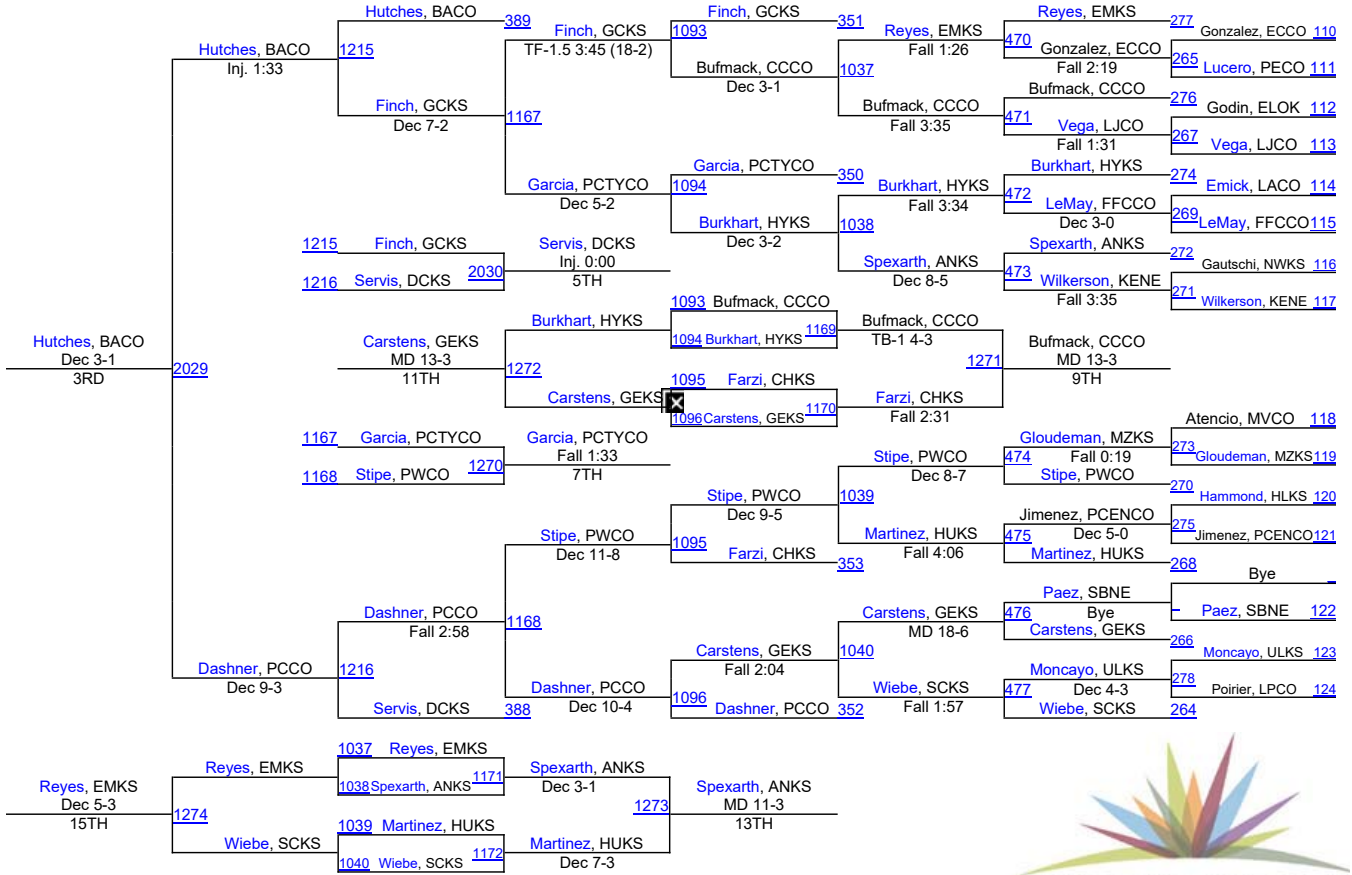 Hutches, BACO 389 Finch, GCKS 351 Reyes, EMKS 277
Finch, GCKS 1093 Reyes, EMKS Gonzalez, ECCO 110
Hutches, BACO 1215 TF-1.5 3:45 (18-2) Fall 1:26 470 Gonzalez, ECCO 265
Inj. 1:33 Bufmack, CCCO 1037 Fall 2:19 Lucero, PECO 111
Dec 3-1 Bufmack, CCCO 276
Finch, GCKS Bufmack, CCCO Godin, ELOK 112
Dec 7-2 1167 Fall 3:35 471 Vega, LJCO 267
Fall 1:31 Vega, LJCO 113
Garcia, PCTYCO 350 Burkhart, HYKS 274
Garcia, PCTYCO 1094 Burkhart, HYKS Emick, LACO 114
Dec 5-2 Fall 3:34 472 LeMay, FFCCO 269
Burkhart, HYKS 1038 Dec 3-0 LeMay, FFCCO 115
Dec 3-2
1215 Finch, GCKS Servis, DCKS Spexarth, ANKS 272
Inj. 0:00 Spexarth, ANKS Gautschi, NWKS 116
1216 Servis, DCKS 2030 5TH Dec 8-5 473 Wilkerson, KENE 271
Fall 3:35 Wilkerson, KENE 117
1093 Bufmack, CCCO
Burkhart, HYKS 1169 Bufmack, CCCO
Hutches, BACO Carstens, GEKS 1094 Burkhart, HYKS TB-1 4-3 Bufmack, CCCO
Dec 3-1 MD 13-3 1271 MD 13-3
3RD 2029 11TH 1272 9TH
1095 Farzi, CHKS
Carstens, GEKS Farzi, CHKS
1096 Carstens, GEKS 1170 Fall 2:31
Atencio, MVCO 118
1167 Garcia, PCTYCO Garcia, PCTYCO Gloudeman, MZKS 273
Fall 1:33 Stipe, PWCO 474 Fall 0:19 Gloudeman, MZKS 119
1168 Stipe, PWCO 1270 7TH Dec 8-7 Stipe, PWCO 270
Stipe, PWCO 1039 Hammond, HLKS 120
Dec 9-5 Jimenez, PCENCO 275
Stipe, PWCO 1095 Martinez, HUKS 475 Dec 5-0 Jimenez, PCENCO 121
Dec 11-8 Farzi, CHKS 353 Fall 4:06 Martinez, HUKS 268
Bye
Paez, SBNE
Dashner, PCCO Carstens, GEKS 476 Bye Paez, SBNE 122
Fall 2:58 1168 MD 18-6 Carstens, GEKS 266
Carstens, GEKS 1040 Moncayo, ULKS 123
Dashner, PCCO 1216 Fall 2:04 Moncayo, ULKS 278
Dec 9-3 Dashner, PCCO 1096 Wiebe, SCKS 477 Dec 4-3 Poirier, LPCO 124
Servis, DCKS 388 Dec 10-4 Dashner, PCCO 352 Fall 1:57 Wiebe, SCKS 264
1037 Reyes, EMKS
Reyes, EMKS 1171 Spexarth, ANKS
Reyes, EMKS 1038 Spexarth, ANKS Dec 3-1 Spexarth, ANKS
Dec 5-3 1273 MD 11-3
15TH 1274 13TH
1039 Martinez, HUKS
Wiebe, SCKS 1172 Martinez, HUKS
1040 Wiebe, SCKS Dec 7-3